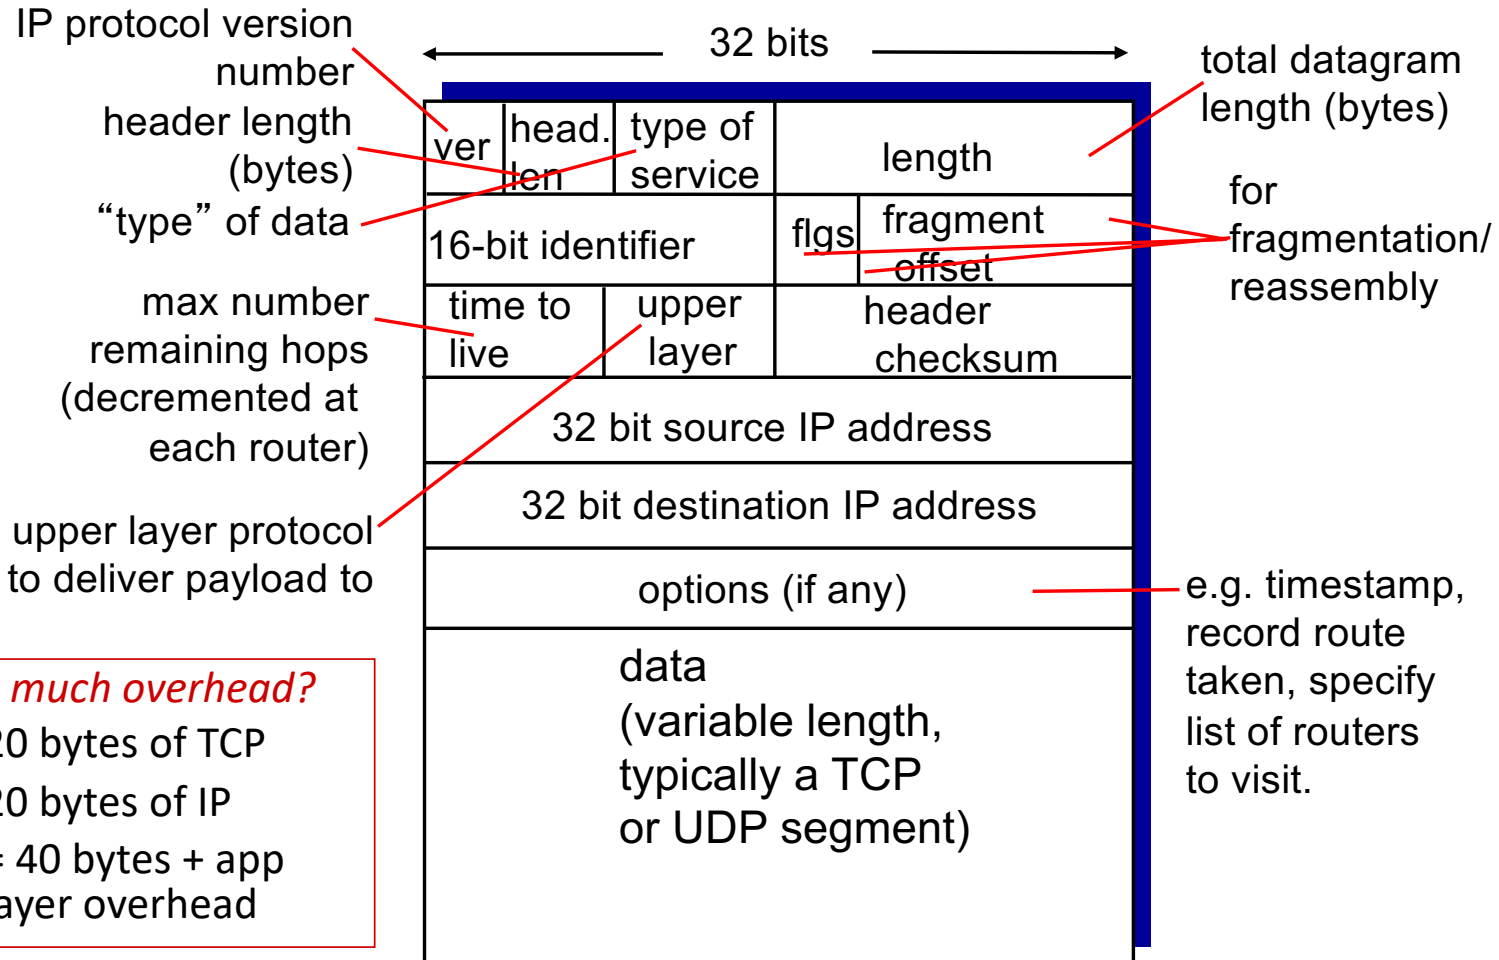 IP protocol version
number
header length
(bytes)
“type” of data
max number
remaining hops
(decremented at
each router)
upper layer protocol
to deliver payload to
much overhead?
20 bytes of TCP
20 bytes of IP
= 40 bytes + app
layer overhead
32 bits
ver
head.
len
type of
service
length
16-bit identifier
flgs
fragment
offset
time to
live
upper
layer
header
checksum
32 bit source IP address
32 bit destination IP address
options (if any)
data
(variable length,
typically a TCP
or UDP segment)
total datagram
length (bytes)
for
fragmentation/
reassembly
e.g. timestamp,
record route
taken, specify
list of routers
to visit.